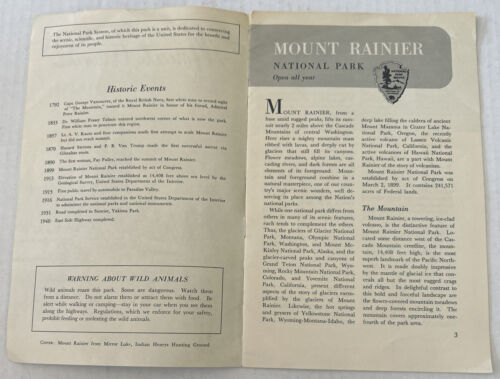 The National Park System, of which this park is a unit, is dedicated to conserving
the scenic, scientific, and historic heritage of the United States for the benefit and
enjoyment of its people.
Historic Events
1792 Capt. George Vancouver, of the Royal British Navy, first white man to record sight
of "The Mountain," named it Mount Rainier in honor of his friend, Admiral
Peter Rainier.
1833 Dr. William Fraser Tolmie entered northwest corner of what is now the park.
First white man to penetrate this region.
1857 Lt. A. V. Kautz and four companions made first attempt to scale Mount Rainier
but did not reach summit.
1870 Hazard Stevens and P. B. Van Trump made the first successful ascent via
Gibraltar route.
1890 The first woman, Fay Fuller, reached the summit of Mount Rainier.
1899 Mount Rainier National Park established by act of Congress.
1913 Elevation of Mount Rainier established as 14,408 feet above sea level by the
Geological Survey, United States Department of the Interior.
1915 First public travel by automobile to Paradise Valley.
1916 National Park Service established in the United States Department of the Interior
to administer the national parks and national monuments.
1931 Road completed to Sunrise, Yakima Park.
1940 East Side Highway completed.
WARNING ABOUT WILD ANIMALS
Wild animals roam this park. Some are dangerous. Watch them
from a distance. Do not alarm them or attract them with food. Be
alert while walking or camping—stay in your car when you see them
along the highways. Regulations, which we enforce for your safety,
prohibit feeding or molesting the wild animals.
Cover: Mount Rainier from Mirror Lake, Indian Henrys Hunting Ground.
MOUNT RAINIER
NATIONAL PARK
Open all year
MOUNT RAINIER, from a
base amid rugged peaks, lifts its sum-
mit nearly 2 miles above the Cascade
Mountains of central Washington.
Here rises a mighty mountain mass
ribbed with lavas, and deeply cut by
glaciers that still fill its canyons.
Flower meadows, alpine lakes, cas-
cading rivers, and dark forests are all
elements of its foreground. Moun-
tain and foreground combine in a
natural masterpiece, one of our coun-
try's major scenic wonders, well de-
serving its place among the Nation's
national parks.
While one national park differs from
others in many of its scenic features,
each tends to complement the others.
Thus, the glaciers of Glacier National
Park, Montana, Olympic National
Park, Washington, and Mount Mc-
Kinley National Park, Alaska, and the
glacier-carved peaks and canyons of
Grand Teton National Park, Wyo-
ming, Rocky Mountain National Park,
Colorado, and Yosemite National
Park, California, present different
aspects of the story of glaciers exem-
plified by the glaciers of Mount
Rainier. Likewise, the hot springs
and geysers of Yellowstone National
Park, Wyoming-Montana-Idaho, the
deep lake filling the caldera of ancient
Mount Mazama in Crater Lake Na-
tional Park, Oregon, the recently
active volcano of Lassen Volcanic
National Park, California, and the
active volcanoes of Hawaii National
Park, Hawaii, are a part with Mount
Rainier of the story of volcanism.
Mount Rainier National Park was
established by act of Congress on
March 2, 1899. It contains 241,571
acres of Federal lands.
The Mountain
Mount Rainier, a towering, ice-clad
volcano, is the distinctive feature of
Mount Rainier National Park. Lo-
cated some distance west of the Cas-
cade Mountain crestline, the moun-
tain, 14,408 feet high, is the most
superb landmark of the Pacific North-
west. It is made doubly impressive
by the mantle of glacial ice that con-
ceals all but the most rugged crags
and ridges. In delightful contrast to
this bold and forceful landscape are
the flower-covered mountain meadows
and deep forests encircling it. The
mountain covers approximately one-
fourth of the park area.
3